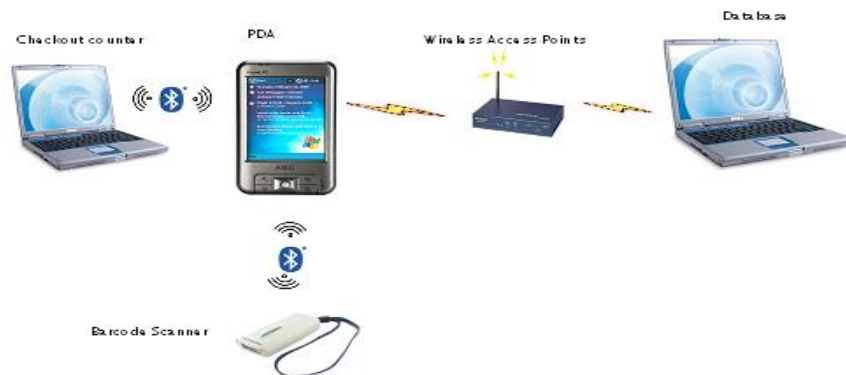 Database
Checkout counter
PDA
Wireless Access Points
Barcode Scanner